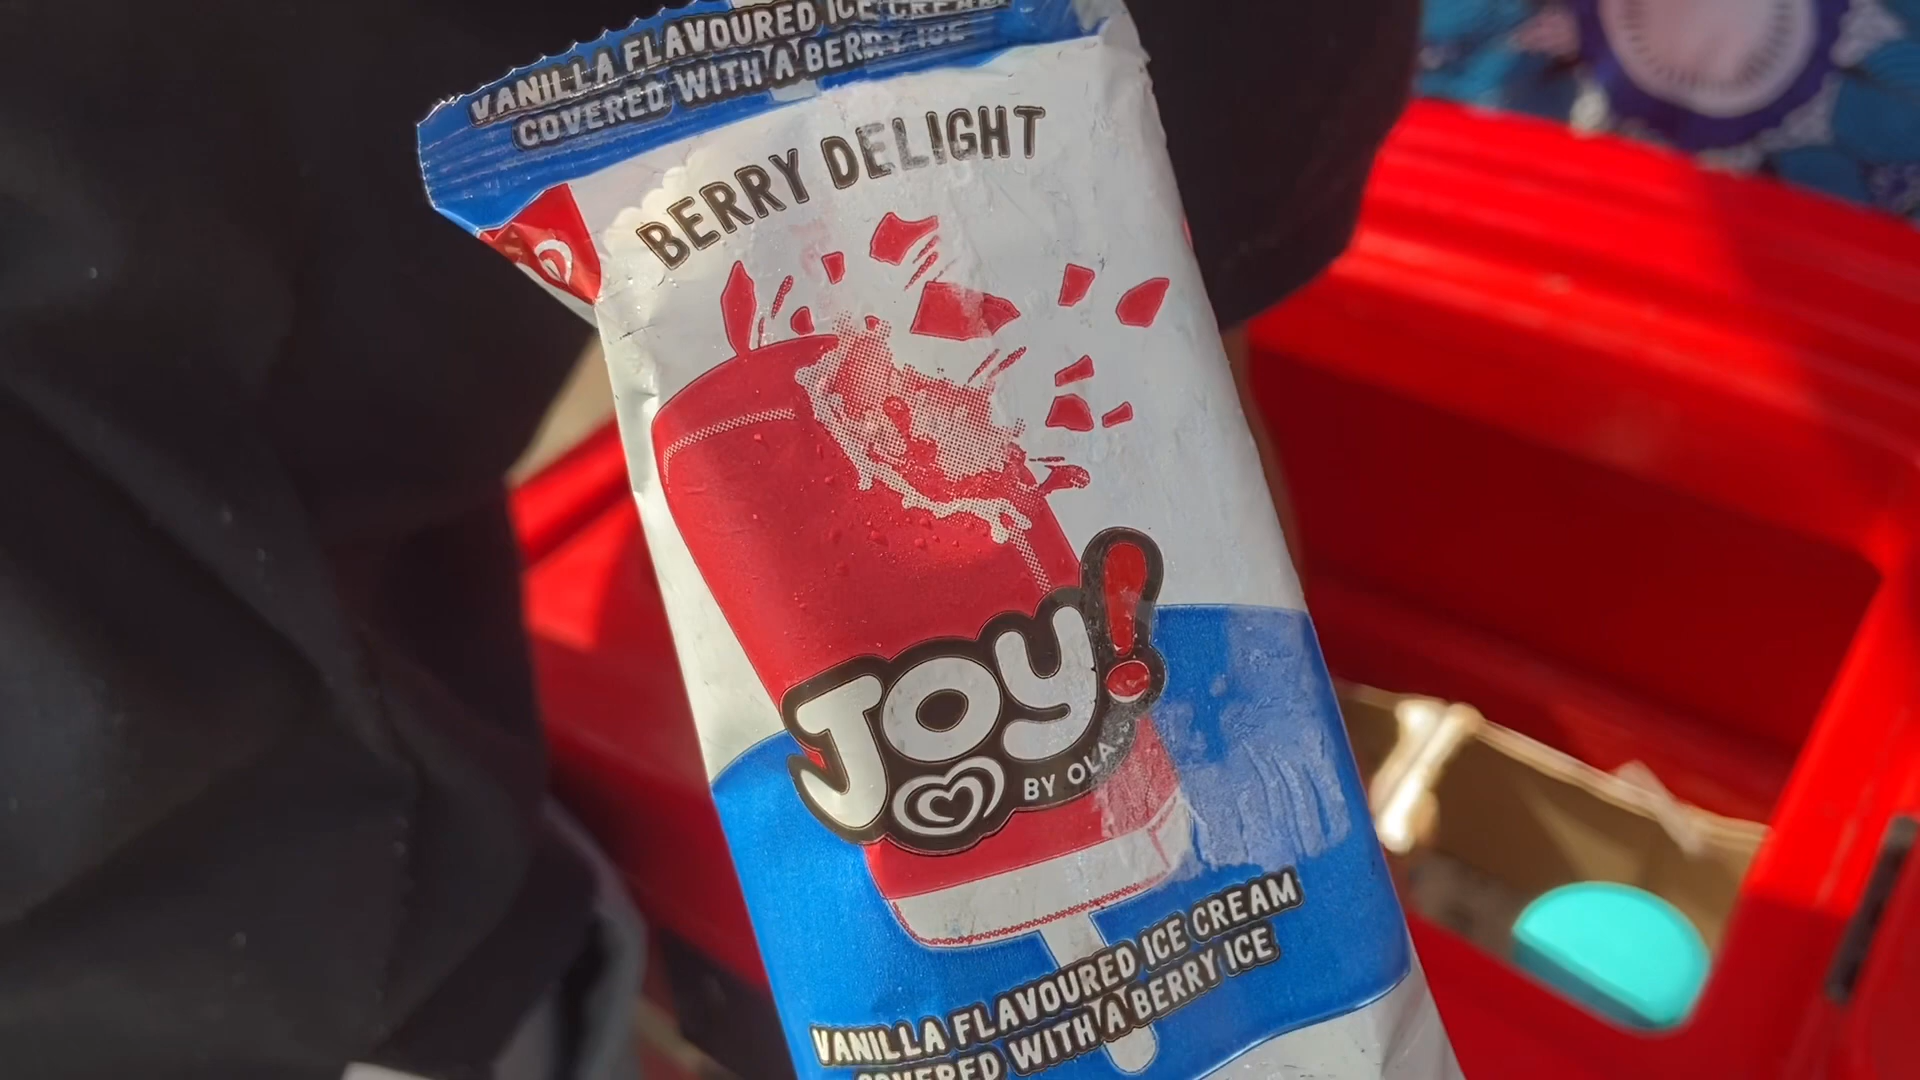 VANILLA FLAVOURED ICE CREAM
COVERED WITH A BERRY ICE
BERRY DELIGHT
JOY!
BY OLA
VANILLA FLAVOURED ICE CREAM
COVERED WITH A BERRY ICE